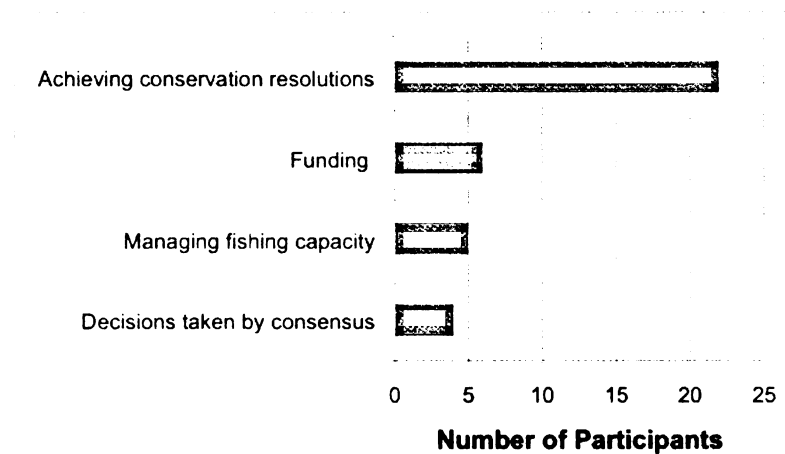 Achieving conservation resolutions
Funding
Managing fishing capacity
Decisions taken by consensus
0 5 10 15 20 25
Number of Participants